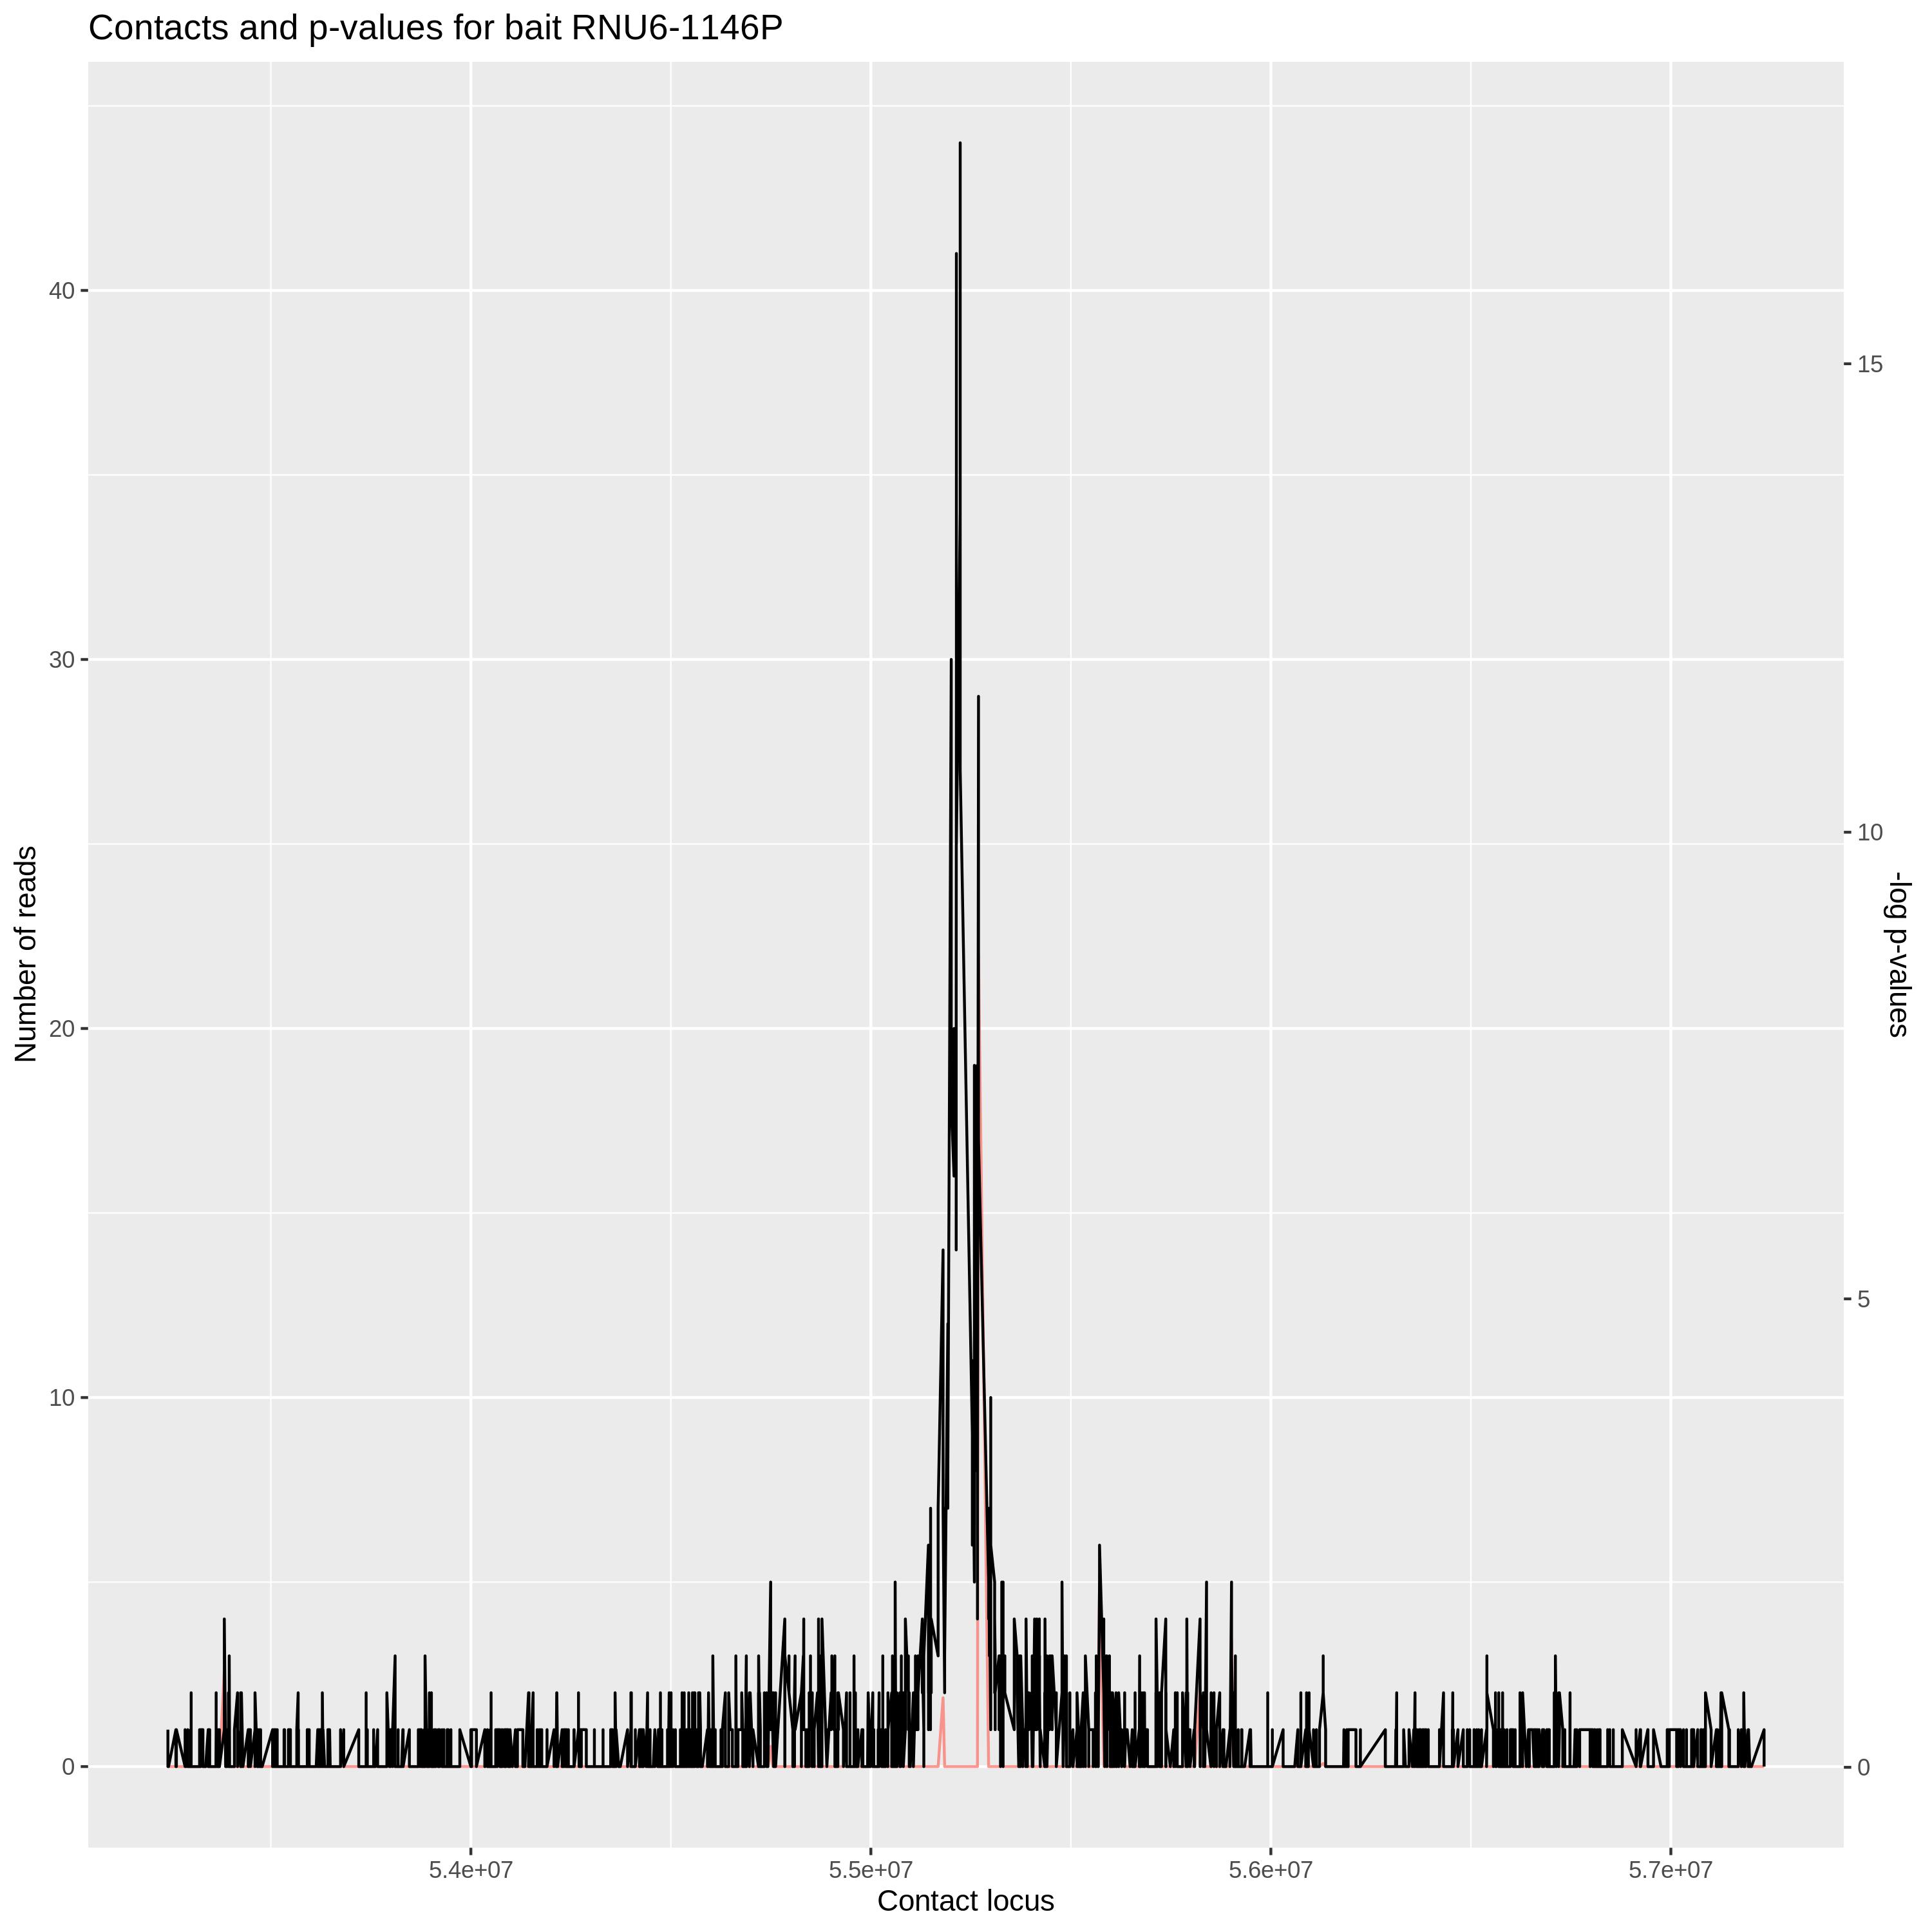 Contacts and p-values for bait RNU6-1146P
40
30
20
10
0
15
10
5
0
Number of reads
-log p-values
5.4e+07
5.5e+07
5.6e+07
5.7e+07
Contact locus